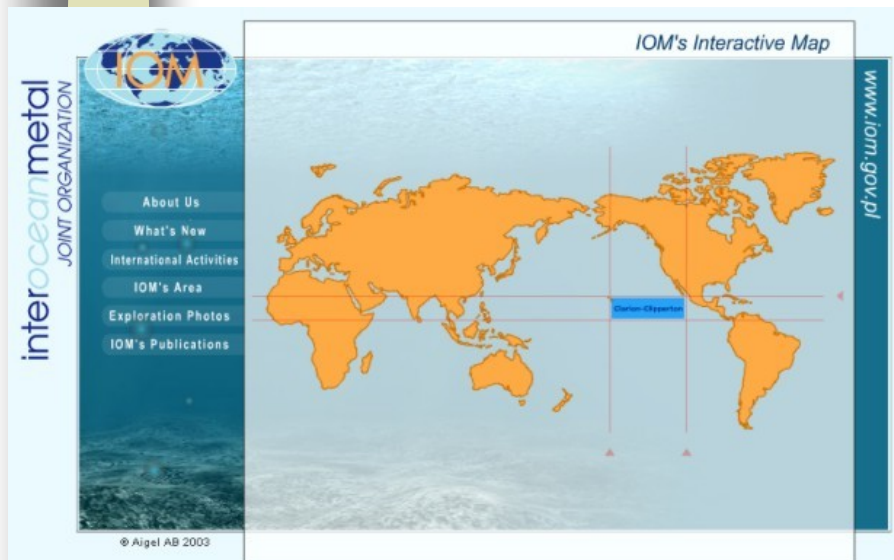 interoceanmetal
JOINT ORGANIZATION
IOM
IOM's Interactive Map
www.iom.gov.pl
About Us
What's New
International Activities
IOM's Area
Exploration Photos
IOM's Publications
Clarion-Clipperton
© Aigel AB 2003